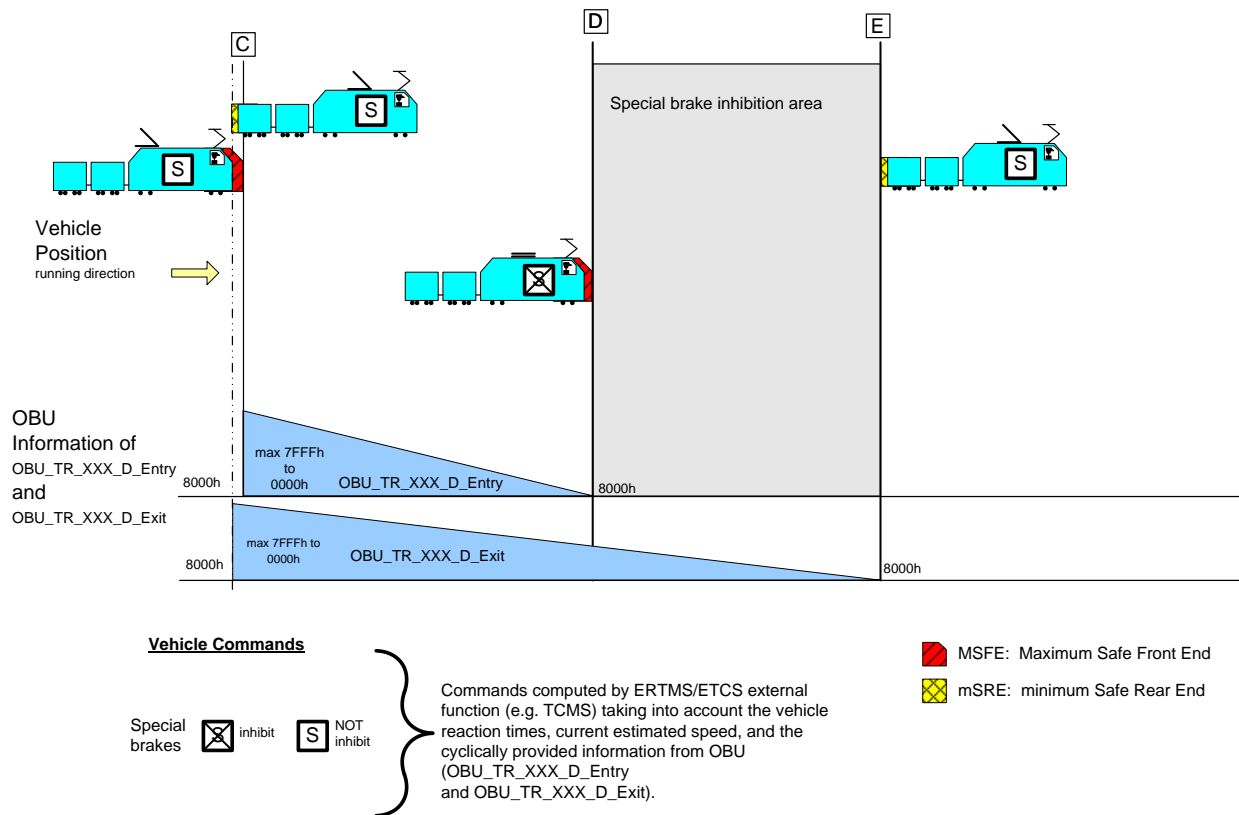 C
D
E
S
S
S
S
Special brake inhibition area
Vehicle
Position
running direction
OBU
Information of
OBU_TR_XXX_D_Entry
and
OBU_TR_XXX_D_Exit
8000h
max 7FFFh
to
0000h
OBU_TR_XXX_D_Entry
8000h
8000h
max 7FFFh to
0000h
OBU_TR_XXX_D_Exit
8000h
Vehicle Commands
Special
brakes
S
inhibit
S
NOT
inhibit
Commands computed by ERTMS/ETCS external
function (e.g. TCMS) taking into account the vehicle
reaction times, current estimated speed, and the
cyclically provided information from OBU
(OBU_TR_XXX_D_Entry
and OBU_TR_XXX_D_Exit).
MSFE: Maximum Safe Front End
mSRE: minimum Safe Rear End